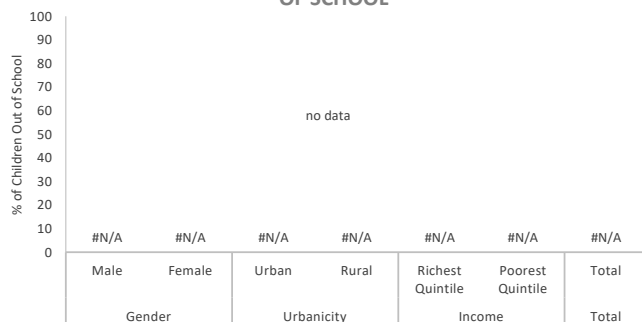 OF SCHOOL
100
90
80
70
60
50
40
30
20
10
0
% of Children Out of School
no data
#N/A #N/A #N/A #N/A #N/A #N/A #N/A
Male Female Urban Rural Richest Quintile Poorest Quintile Total
Gender Urbanicity Income Total